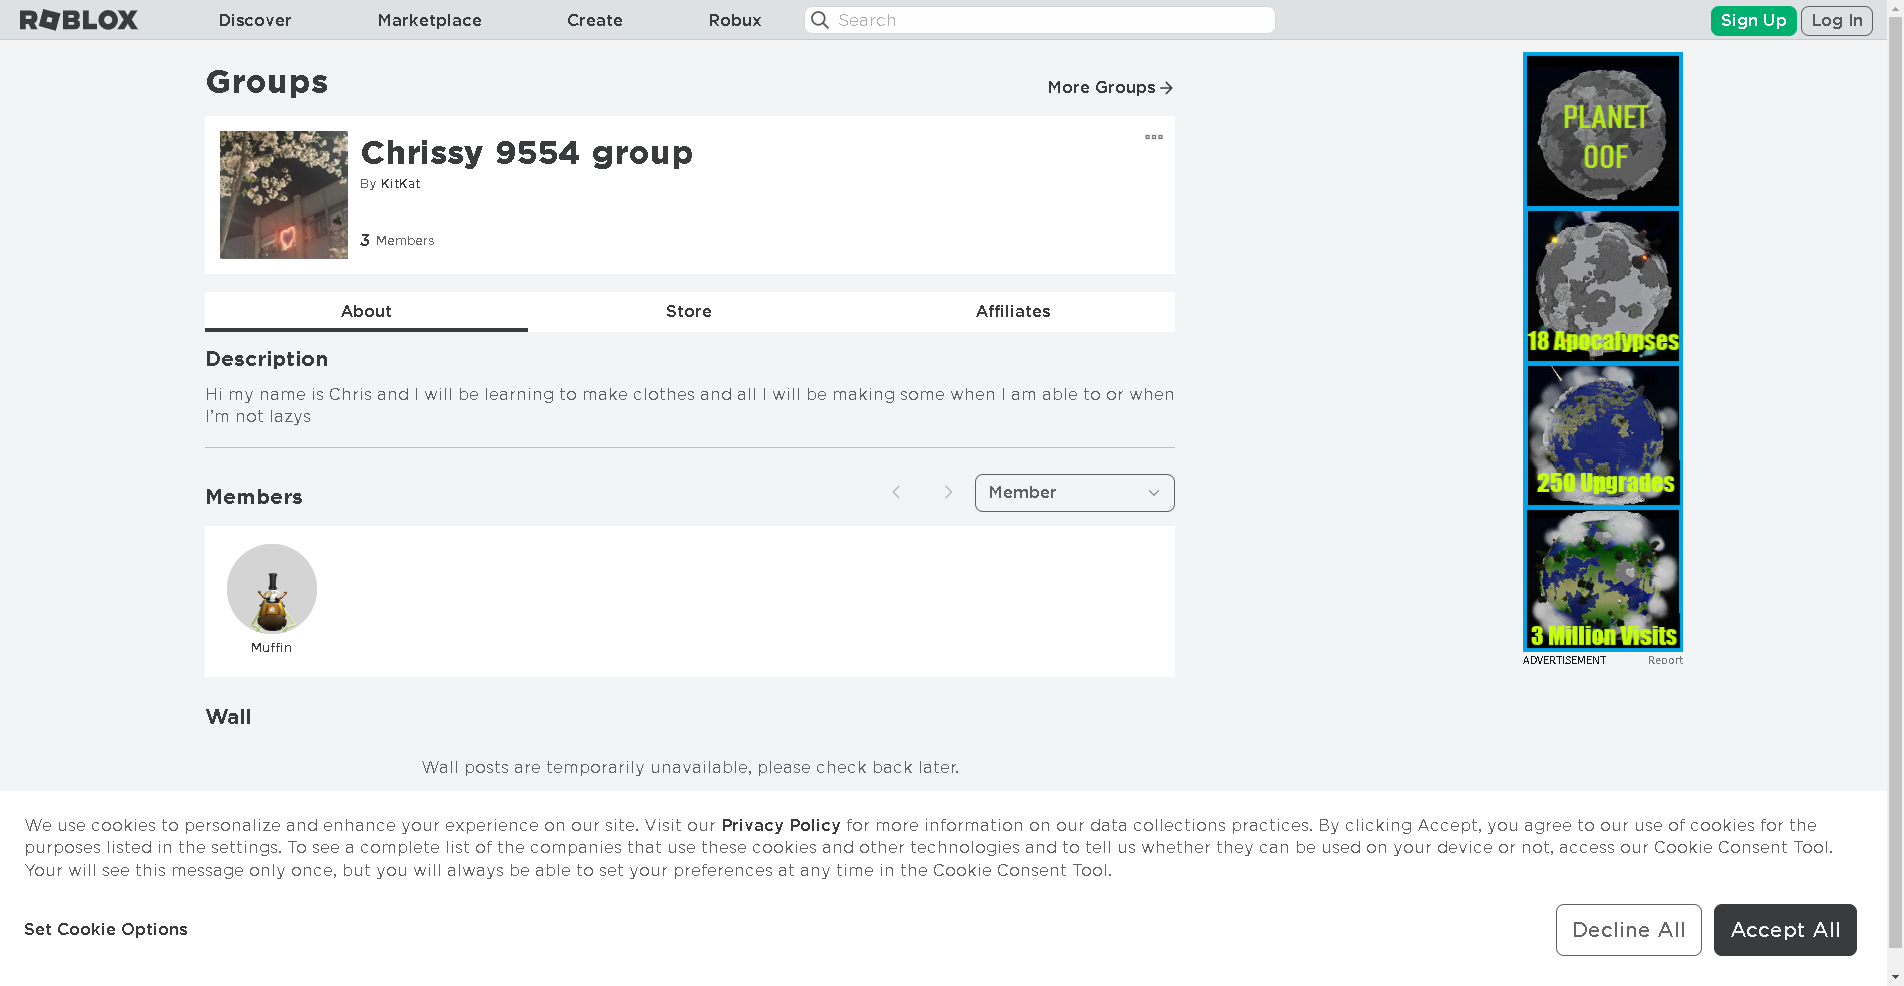 ROBLOX Discover Marketplace Create Robux Search Sign Up Log In
Groups
More Groups
Chrissy 9554 group
By KitKat
3 Members
About Store Affiliates
Description
Hi my name is Chris and I will be learning to make clothes and all I will be making some when I am able to or when
I'm not lazys
Members
Member
Muffin
Wall
Wall posts are temporarily unavailable, please check back later.
PLANET
OOF
18 Apocalypses
250 Upgrades
3 Million Visits
ADVERTISEMENT Report
We use cookies to personalize and enhance your experience on our site. Visit our Privacy Policy for more information on our data collections practices. By clicking Accept, you agree to our use of cookies for the
purposes listed in the settings. To see a complete list of the companies that use these cookies and other technologies and to tell us whether they can be used on your device or not, access our Cookie Consent Tool.
Your will see this message only once, but you will always be able to set your preferences at any time in the Cookie Consent Tool.
Set Cookie Options
Decline All
Accept All